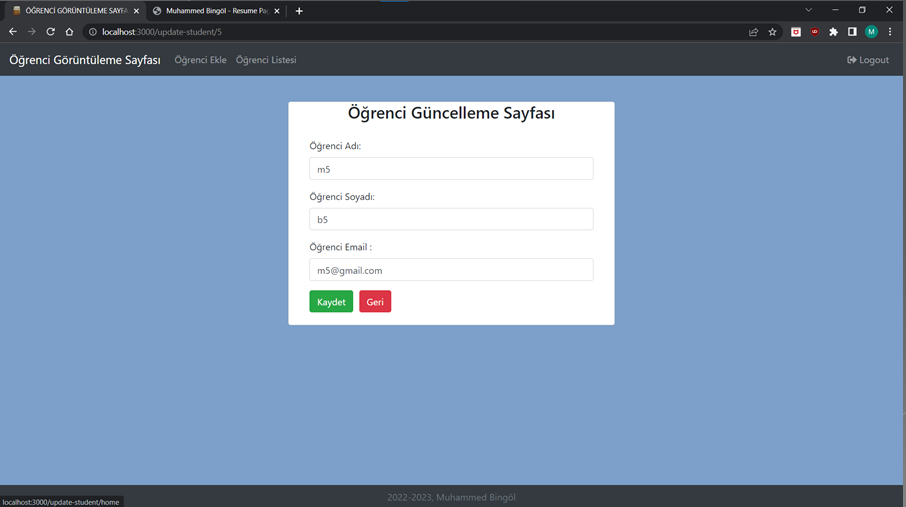 ÖĞRENCİ GÖRÜNTÜLEME SAYFA
Muhammed Bingöl - Resume Pag
localhost:3000/update-student/5
M
Öğrenci Görüntüleme Sayfası
Öğrenci Ekle
Öğrenci Listesi
Logout
Öğrenci Güncelleme Sayfası
Öğrenci Adı:
m5
Öğrenci Soyadı:
b5
Öğrenci Email :
m5@gmail.com
Kaydet
Geri
2022-2023, Muhammed Bingöl
localhost:3000/update-student/home